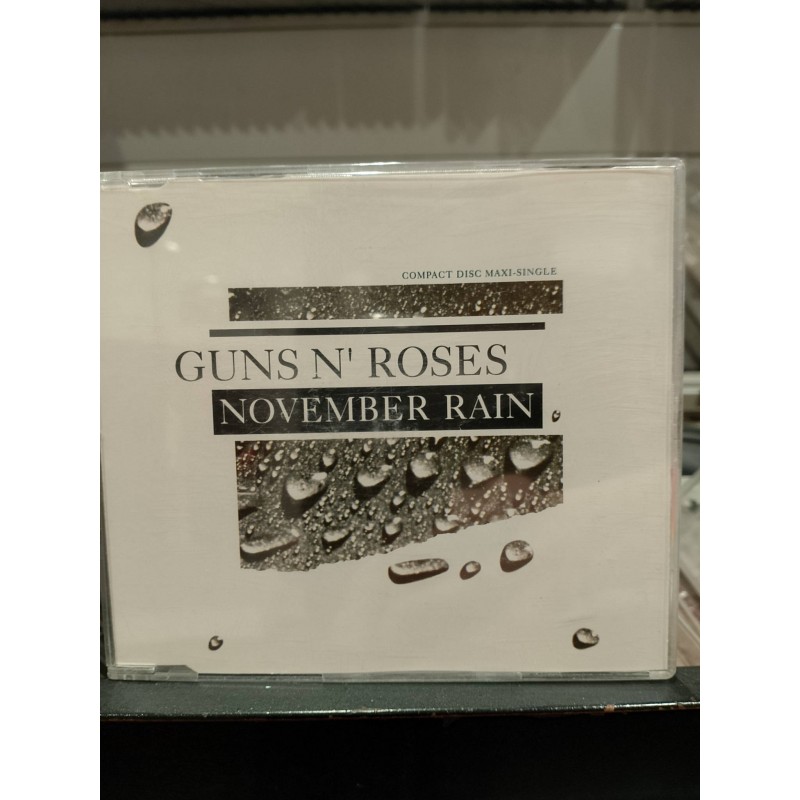 COMPACT DISC MAXI-SINGLE
GUNS N' ROSES
NOVEMBER RAIN